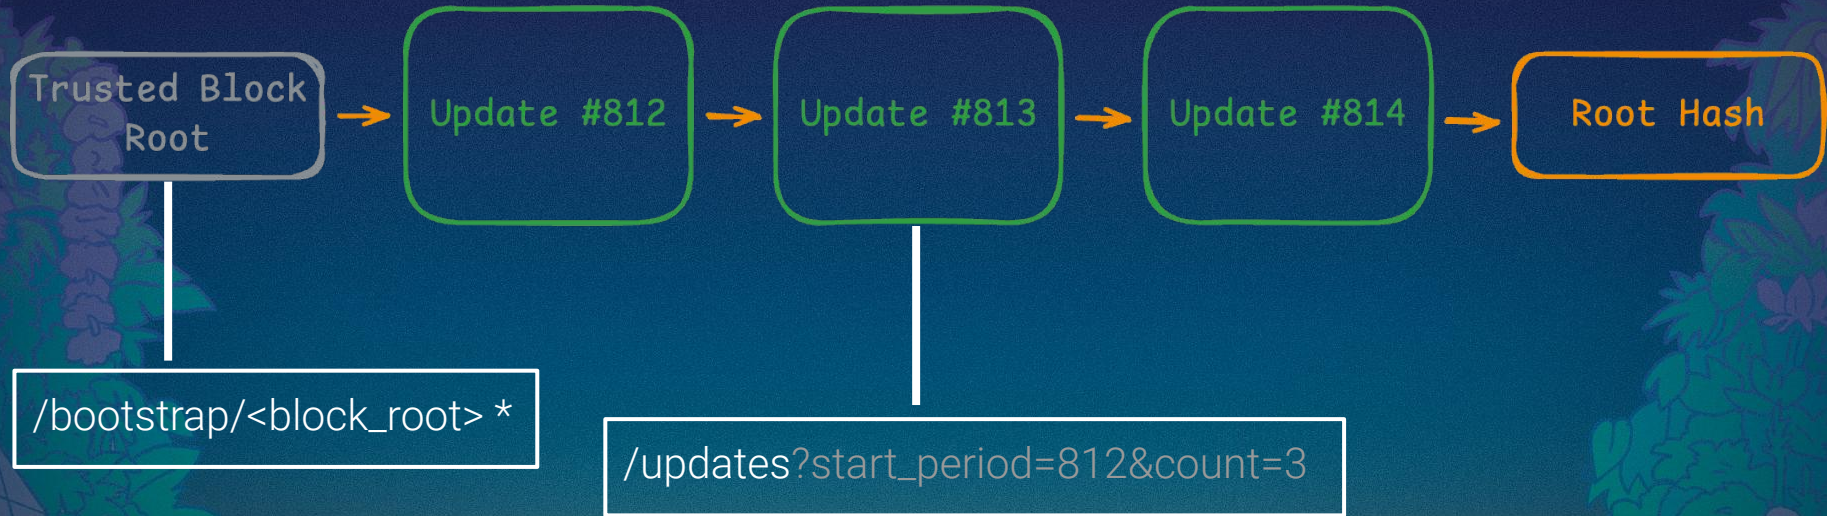 Trusted Block
Root
Update #812
Update #813
Update #814
Root Hash
/bootstrap/<block_root> *
/updates?start_period=812&count=3